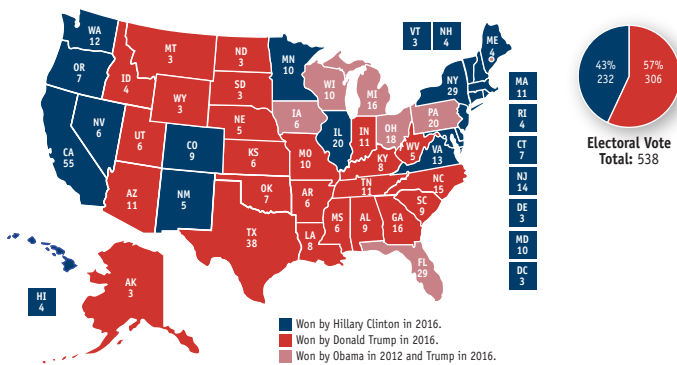 WA
12
OR
7
CA
55
NV
6
ID
4
MT
3
WY
3
UT
6
AZ
11
CO
9
NM
5
ND
3
SD
3
NE
5
KS
6
OK
7
TX
38
MN
10
IA
6
MO
10
AR
6
LA
8
WI
10
IL
20
MI
16
IN
11
OH
18
KY
8
TN
11
MS
6
AL
9
GA
16
FL
29
SC
9
NC
15
VA
13
WV
5
PA
20
NY
29
ME
4
VT
3
NH
4
MA
11
RI
4
CT
7
NJ
14
DE
3
MD
10
DC
3
HI
4
AK
3
43%
232
57%
306
Electoral Vote
Total: 538
Won by Hillary Clinton in 2016.
Won by Donald Trump in 2016.
Won by Obama in 2012 and Trump in 2016.